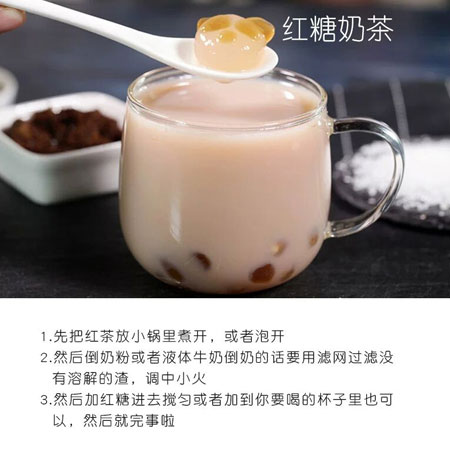 红糖奶茶
1.先把红茶放小锅里煮开，或者泡开
2.然后倒奶粉或者液体牛奶倒奶的话要用滤网过滤没
有溶解的渣，调中小火
3.然后加红糖进去搅匀或者加到你要喝的杯子里也可
以，然后就完事啦